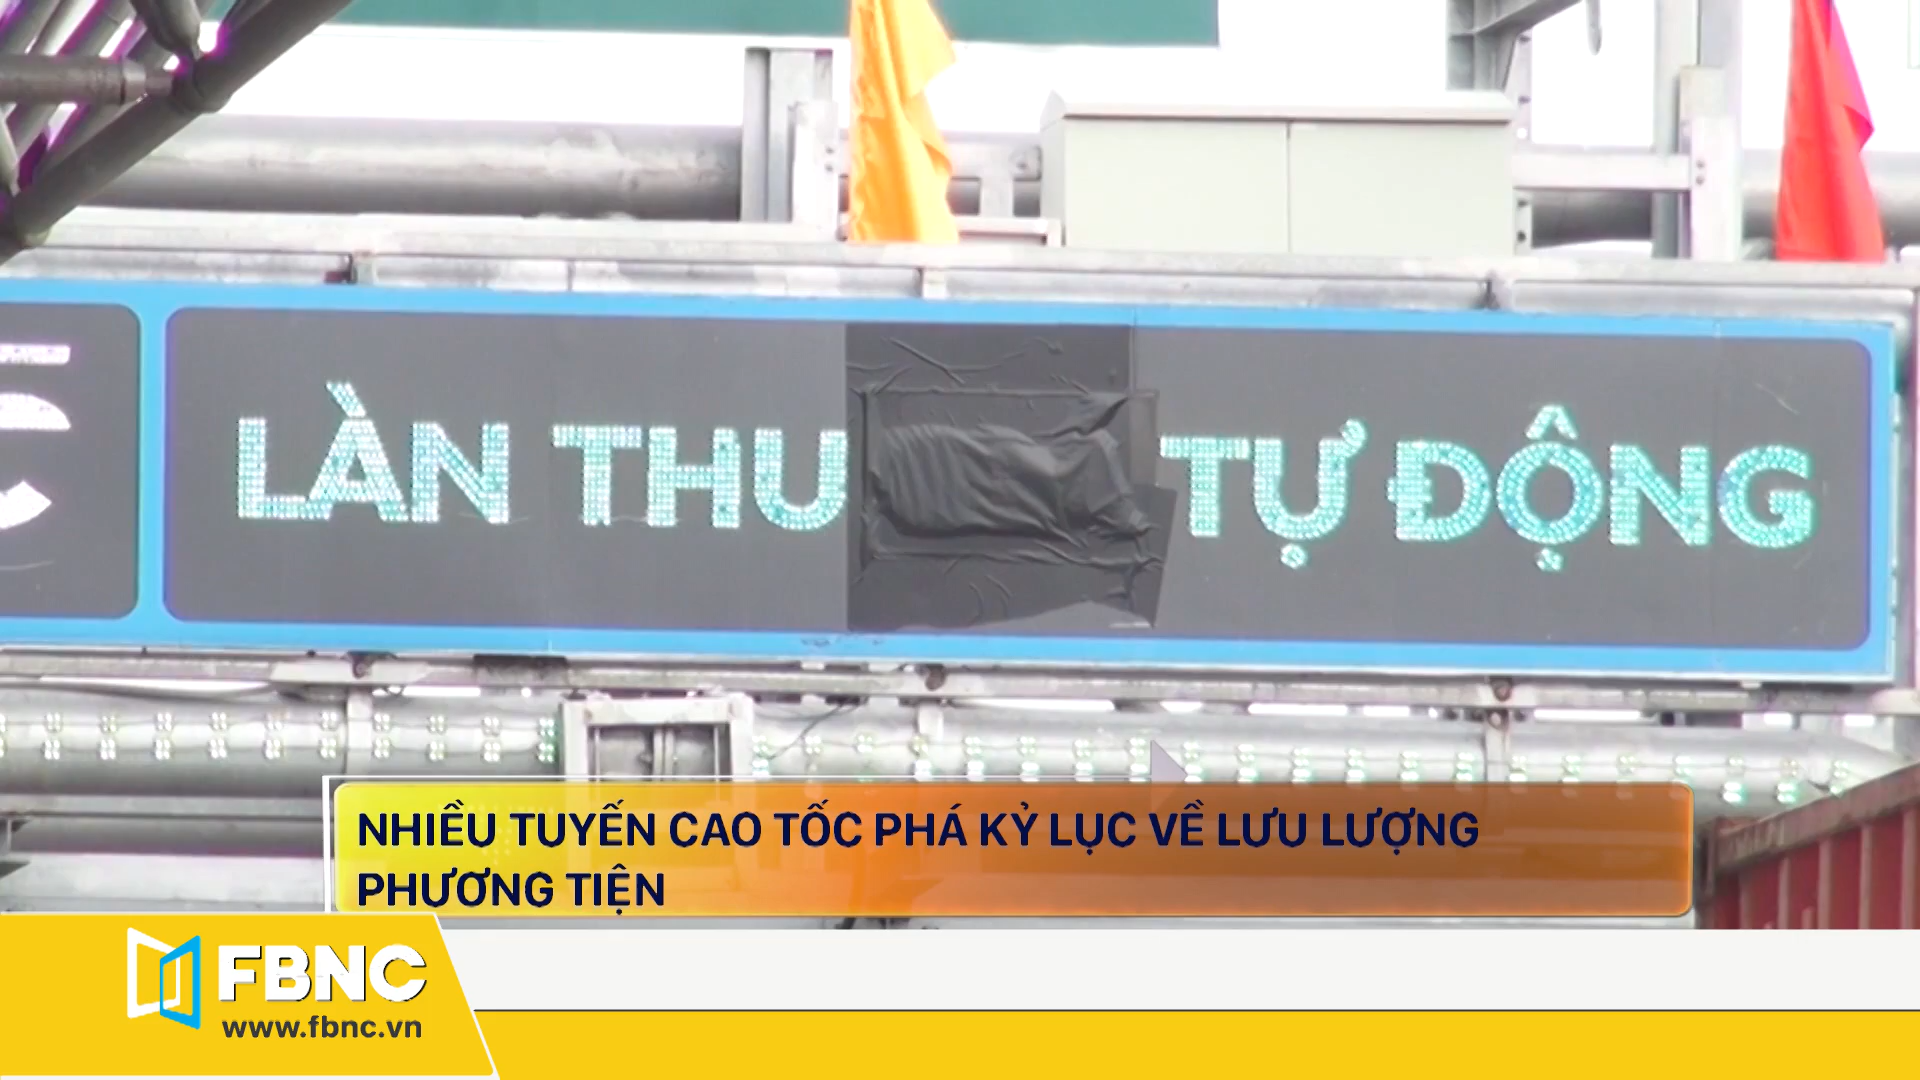 LÀN THU TỰ ĐỘNG
NHIỀU TUYẾN CAO TỐC PHÁ KỶ LỤC VỀ LƯU LƯỢNG
PHƯƠNG TIỆN
FBNC
www.fbnc.vn